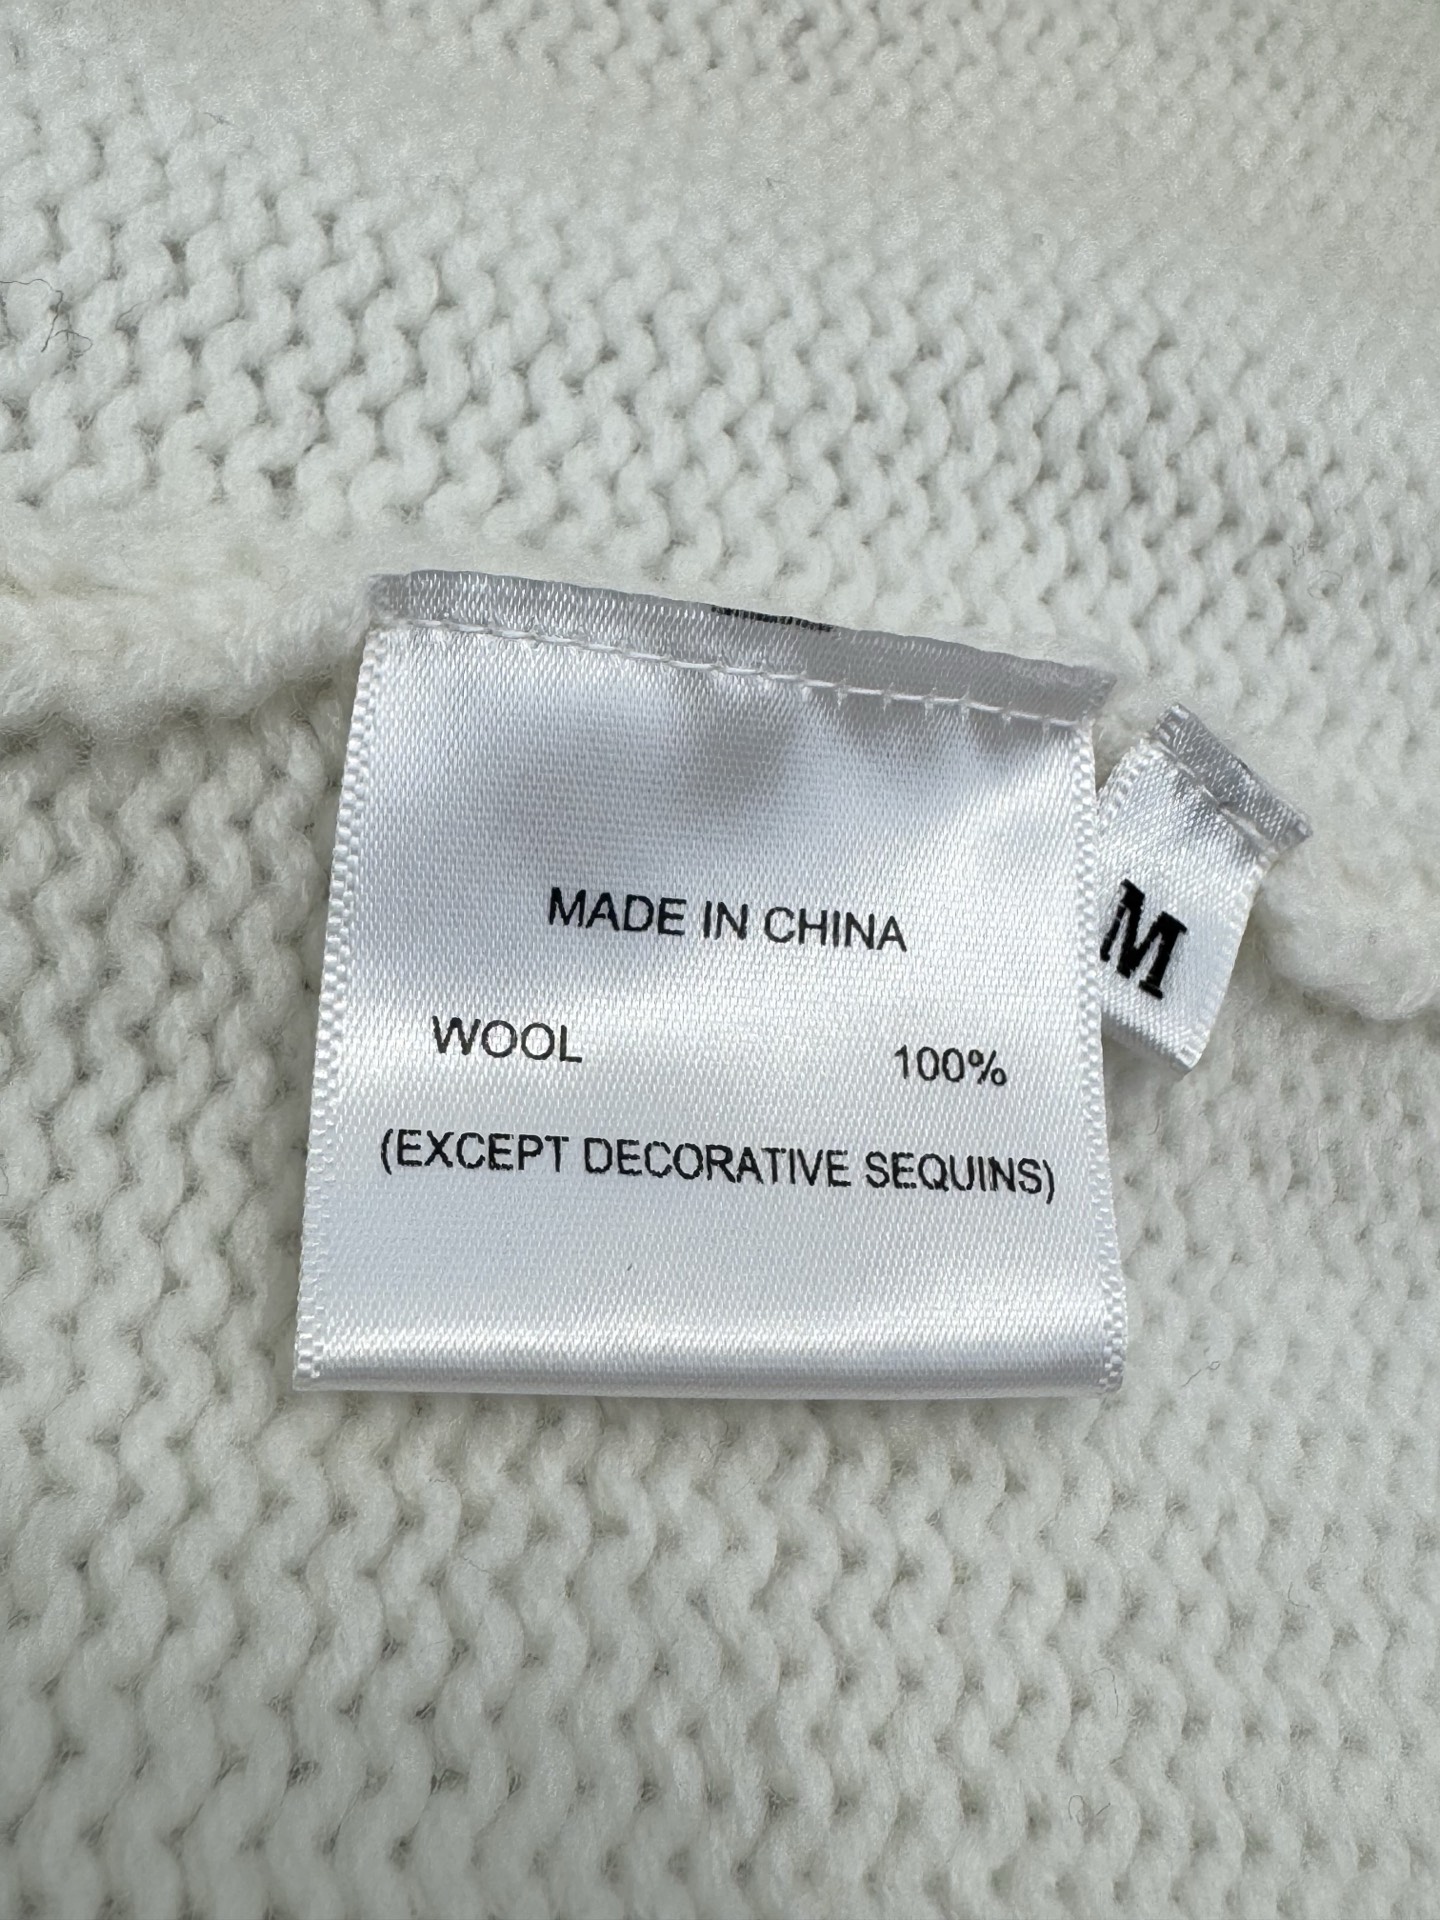 MADE IN CHINA
M
WOOL 100%
(EXCEPT DECORATIVE SEQUINS)